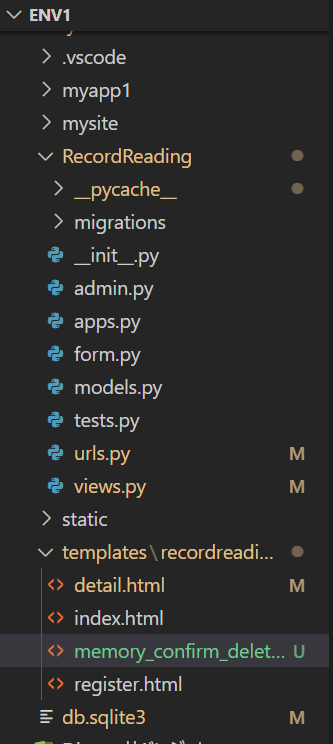 ENV1
.vscode
myapp1
mysite
RecordReading
__pycache__
migrations
__init__.py
admin.py
apps.py
form.py
models.py
tests.py
urls.py M
views.py M
static
templates\recordreadi...
detail.html M
index.html
memory_confirm_delet... U
register.html
db.sqlite3